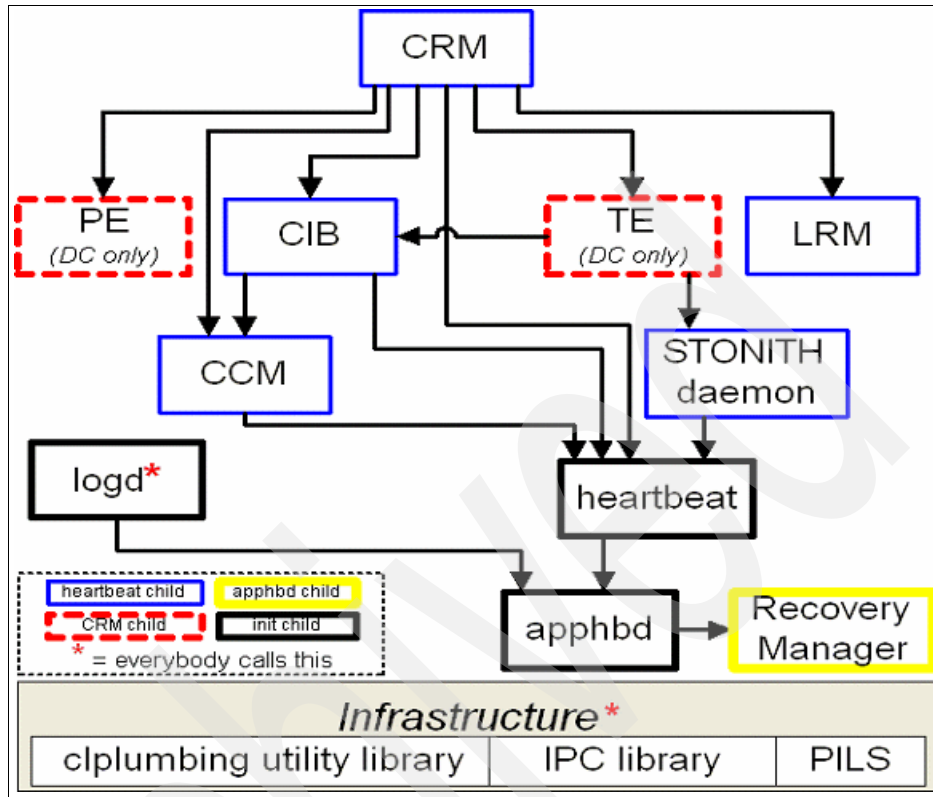 CRM
PE
(DC only)
CIB
TE
(DC only)
LRM
CCM
STONITH
daemon
logd*
heartbeat
heartbeat child
apphbd child
CRM child
init child
* = everybody calls this
apphbd
Recovery
Manager
Infrastructure*
clplumbing utility library
IPC library
PILS